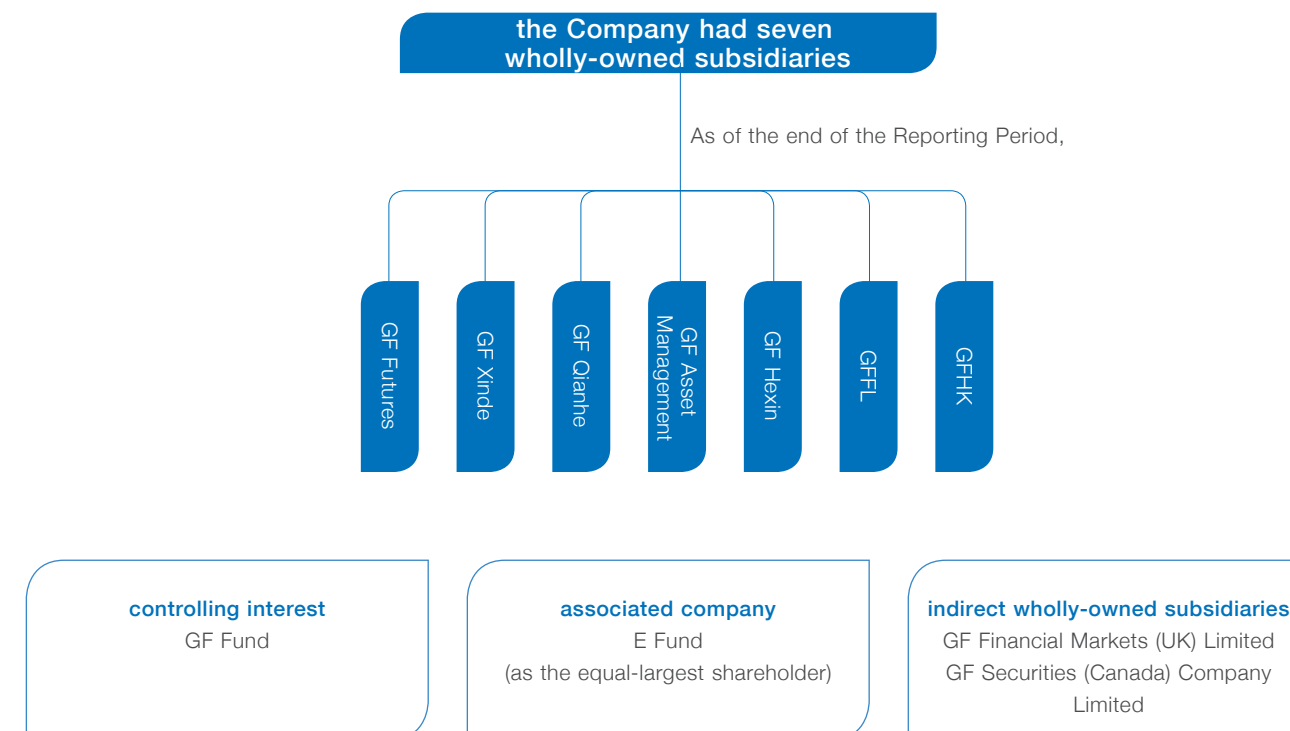 the Company had seven
wholly-owned subsidiaries
As of the end of the Reporting Period,
GF Futures
GF Xinde
GF Qianhe
GF Asset
Management
GF Hexin
GFFL
GFHK
controlling interest
GF Fund
associated company
E Fund
(as the equal-largest shareholder)
indirect wholly-owned subsidiaries
GF Financial Markets (UK) Limited
GF Securities (Canada) Company
Limited